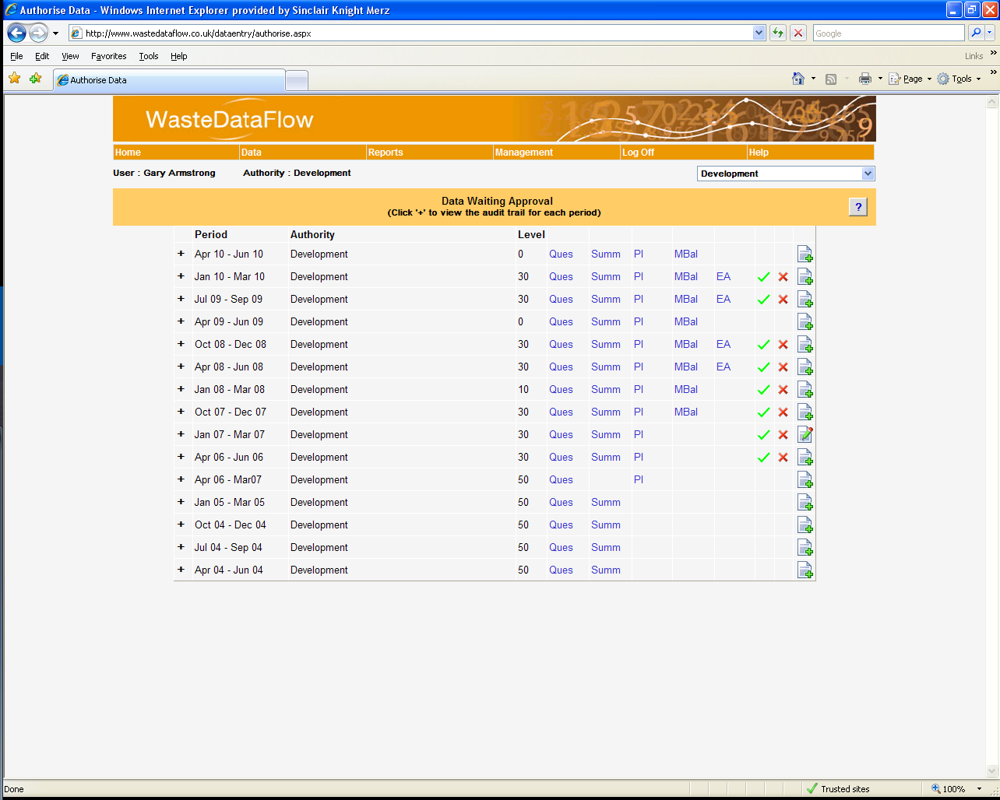 Authorise Data - Windows Internet Explorer provided by Sinclair Knight Merz
http://www.wastedataflow.co.uk/dataentry/authorise.aspx
Google
File Edit View Favorites Tools Help
Links »
Authorise Data
Page Tools »
WasteDataFlow
Home Data Reports Management Log Off Help
User : Gary Armstrong Authority : Development Development
Data Waiting Approval
(Click '+' to view the audit trail for each period)
?
Period Authority Level
+ Apr 10 - Jun 10 Development 0 Ques Summ PI MBal
+ Jan 10 - Mar 10 Development 30 Ques Summ PI MBal EA
+ Jul 09 - Sep 09 Development 30 Ques Summ PI MBal EA
+ Apr 09 - Jun 09 Development 0 Ques Summ PI MBal
+ Oct 08 - Dec 08 Development 30 Ques Summ PI MBal EA
+ Apr 08 - Jun 08 Development 30 Ques Summ PI MBal EA
+ Jan 08 - Mar 08 Development 10 Ques Summ PI MBal
+ Oct 07 - Dec 07 Development 30 Ques Summ PI MBal
+ Jan 07 - Mar 07 Development 30 Ques Summ PI
+ Apr 06 - Jun 06 Development 30 Ques Summ PI
+ Apr 06 - Mar07 Development 50 Ques PI
+ Jan 05 - Mar 05 Development 50 Ques Summ
+ Oct 04 - Dec 04 Development 50 Ques Summ
+ Jul 04 - Sep 04 Development 50 Ques Summ
+ Apr 04 - Jun 04 Development 50 Ques Summ
Done Trusted sites 100%